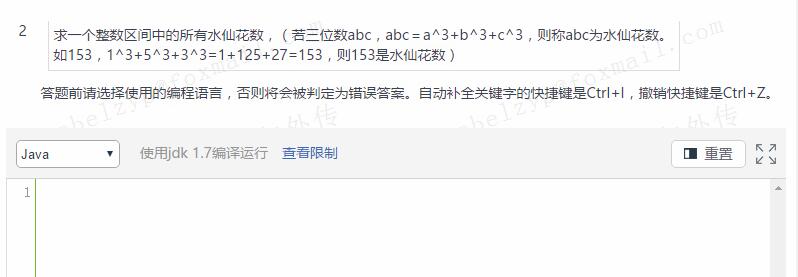 2
求一个整数区间中的所有水仙花数，（若三位数abc，abc＝a^3+b^3+c^3，则称abc为水仙花数。
如153，1^3+5^3+3^3=1+125+27=153，则153是水仙花数）
答题前请选择使用的编程语言，否则将会被判定为错误答案。自动补全关键字的快捷键是Ctrl+I，撤销快捷键是Ctrl+Z。
Java 使用jdk 1.7编译运行 查看限制 重置
1